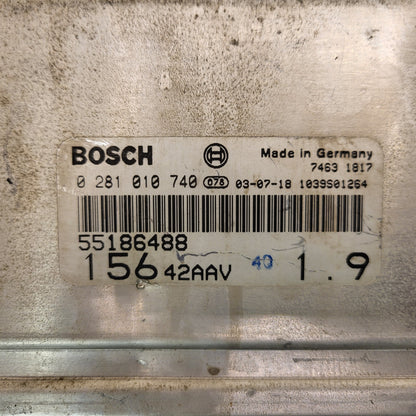 BOSCH Made in Germany
7463 1817
0 281 010 740 076 03-07-18 1039S01264
55186488
156 42AAV 40 1.9